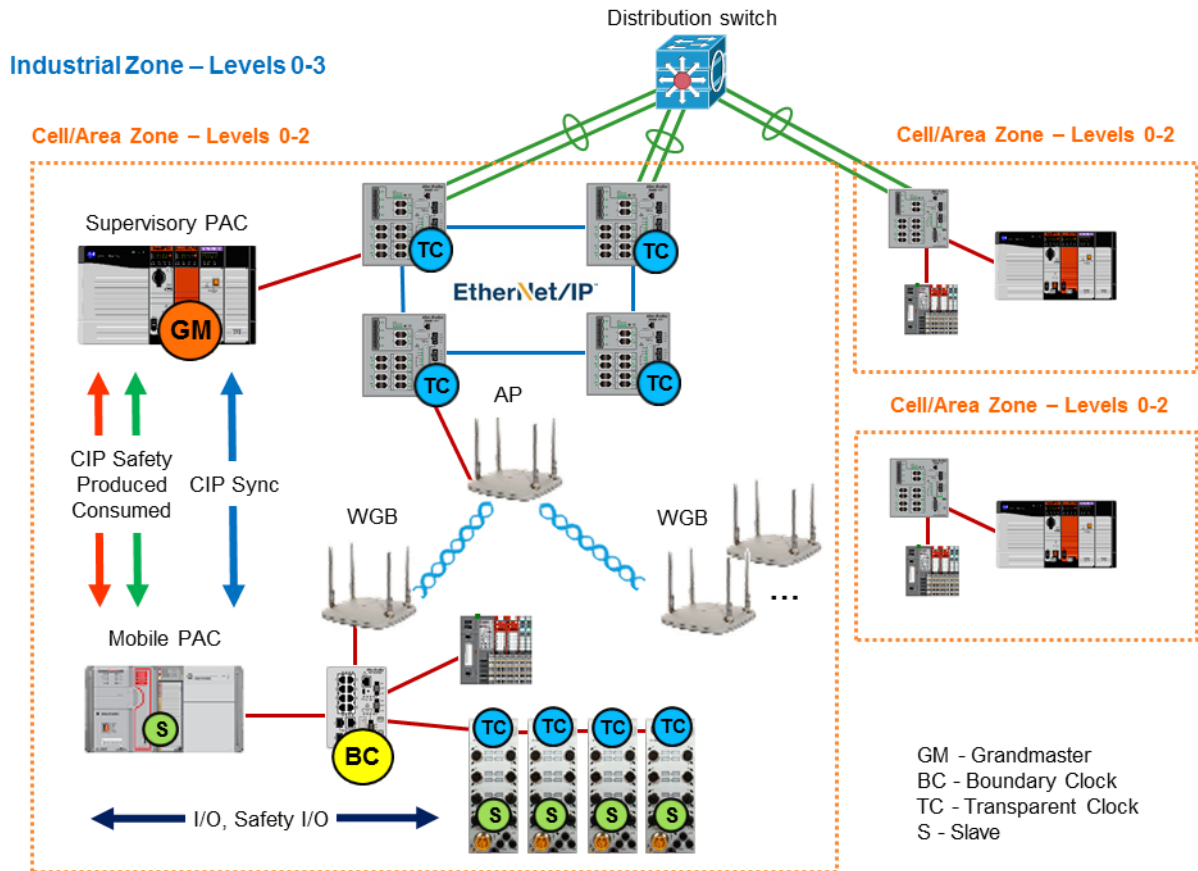 Distribution switch
Industrial Zone – Levels 0-3
Cell/Area Zone – Levels 0-2
Cell/Area Zone – Levels 0-2
Supervisory PAC
TC
TC
EtherNet/IP™
GM
TC
TC
AP
Cell/Area Zone – Levels 0-2
CIP Safety
Produced
Consumed
CIP Sync
WGB
WGB
...
Mobile PAC
S
BC
TC
TC
TC
TC
S
S
S
S
I/O, Safety I/O
GM - Grandmaster
BC - Boundary Clock
TC - Transparent Clock
S - Slave